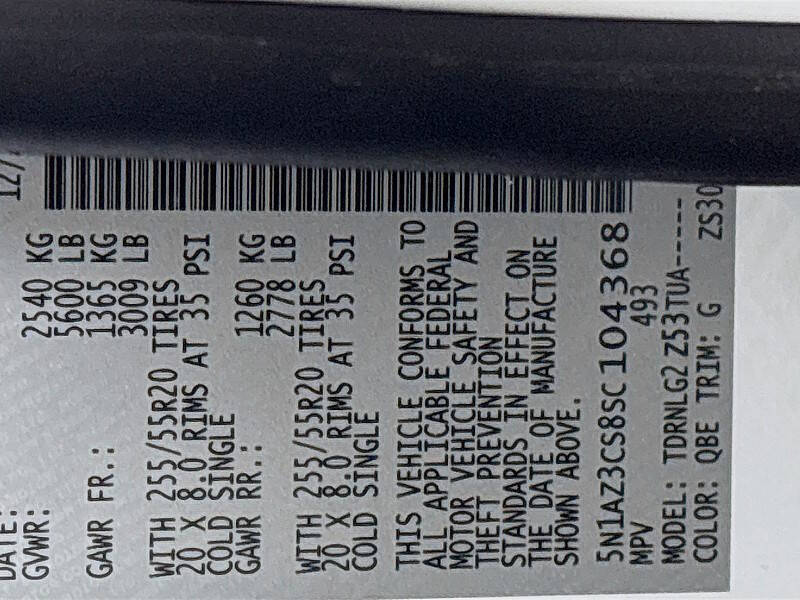 DATE: 12/
GVWR: 2540 KG
5600 LB
GAWR FR.: 1365 KG
3009 LB
WITH 255/55R20 TIRES
20 X 8.0 RIMS AT 35 PSI
COLD SINGLE
GAWR RR.: 1260 KG
2778 LB
WITH 255/55R20 TIRES
20 X 8.0 RIMS AT 35 PSI
COLD SINGLE
THIS VEHICLE CONFORMS TO
ALL APPLICABLE FEDERAL
MOTOR VEHICLE SAFETY AND
THEFT PREVENTION
STANDARDS IN EFFECT ON
THE DATE OF MANUFACTURE
SHOWN ABOVE.
5N1AZ3CS8SC104368
MPV 493
MODEL: TDRNLG2 Z53TUA------
COLOR: QBE TRIM: G ZS30